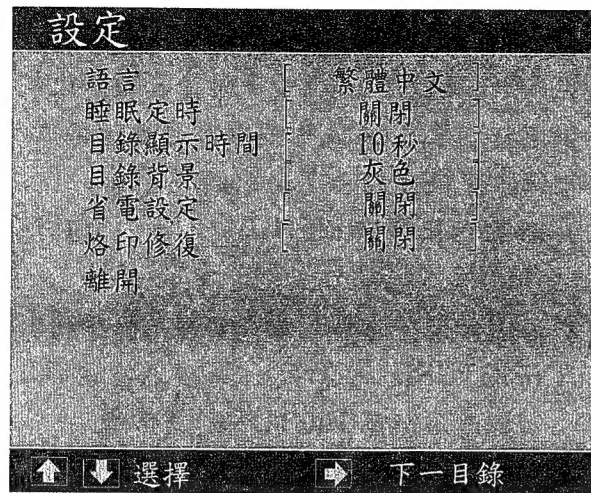 設定
語言 [ 繁體中文 ]
睡眠定時 [ 關閉 ]
目錄顯示時間 [ 10秒 ]
目錄背景 [ 灰色 ]
省電設定 [ 關閉 ]
烙印修復 [ 關閉 ]
離開
選擇 下一目錄